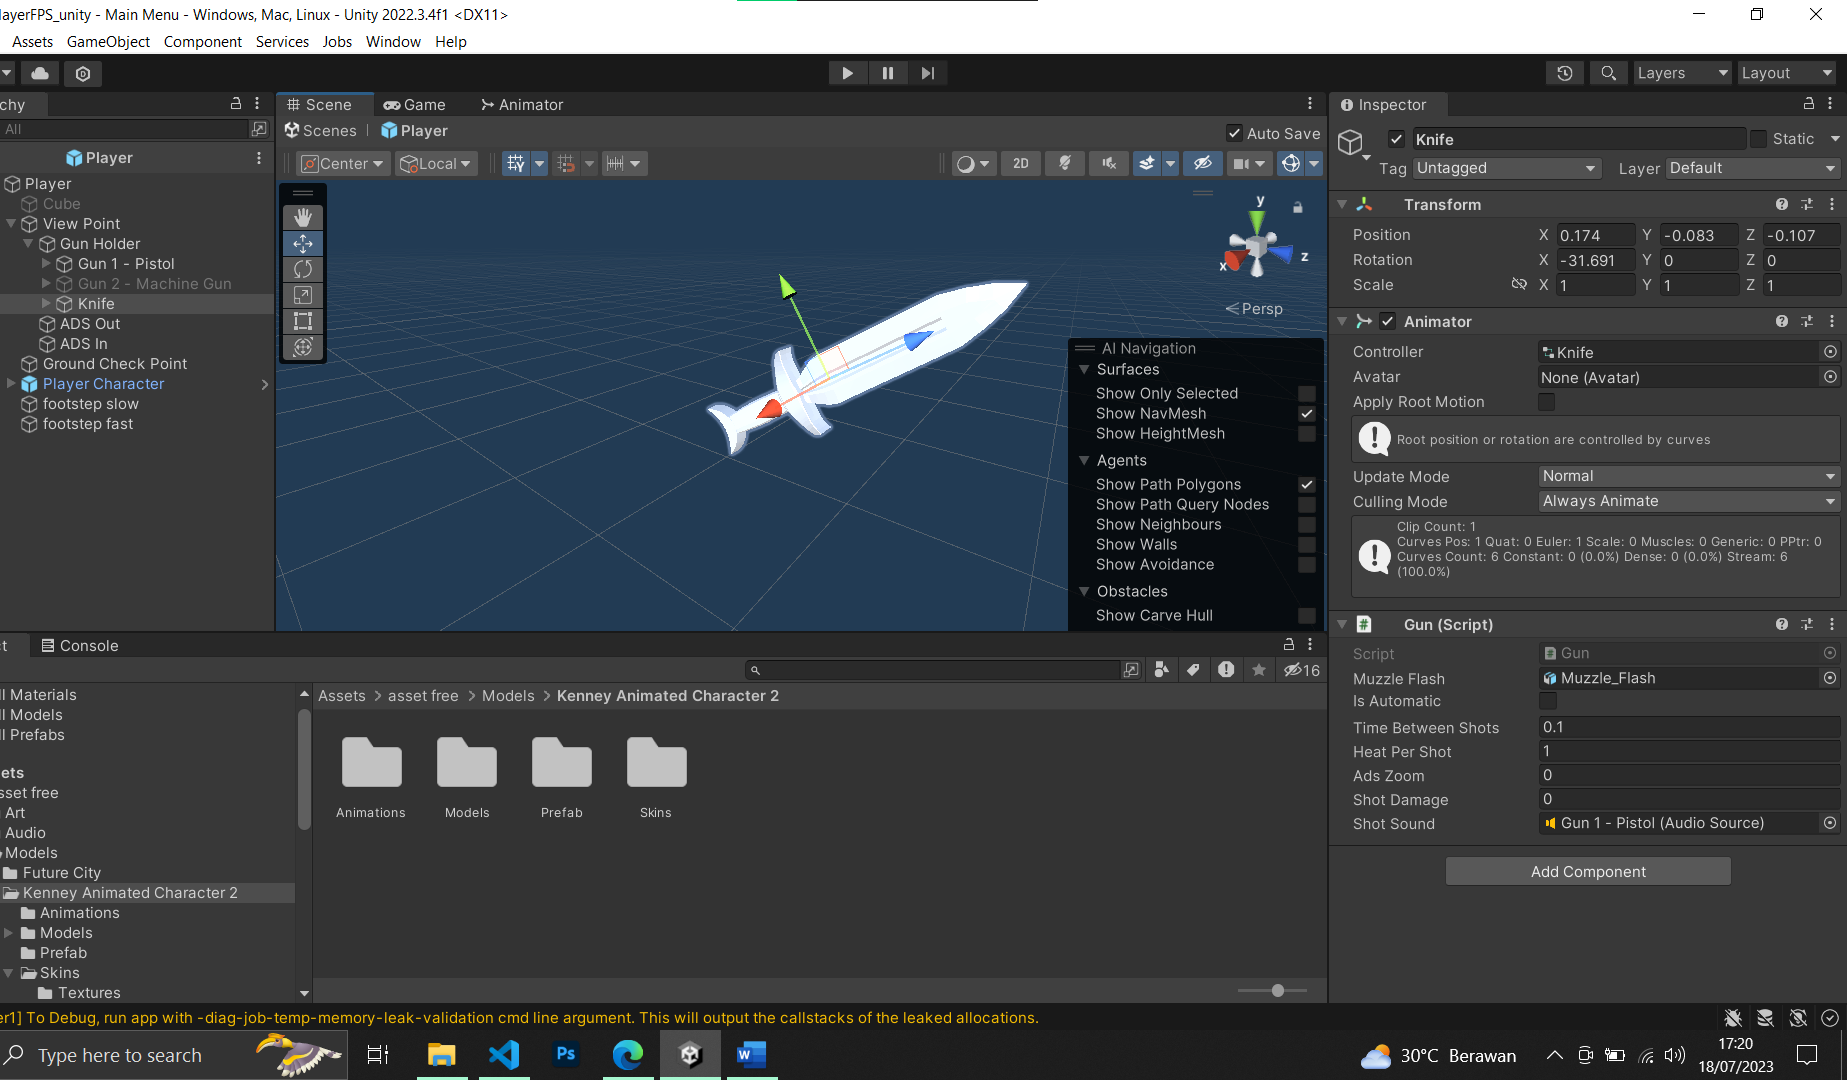 layerFPS_unity - Main Menu - Windows, Mac, Linux - Unity 2022.3.4f1 <DX11>
Assets GameObject Component Services Jobs Window Help
Layers Layout
chy
All
Player
Player
Cube
View Point
Gun Holder
Gun 1 - Pistol
Gun 2 - Machine Gun
Knife
ADS Out
ADS In
Ground Check Point
Player Character
footstep slow
footstep fast
Scene Game Animator
Scenes Player Auto Save
Center Local 2D
y
x
z
Persp
AI Navigation
Surfaces
Show Only Selected
Show NavMesh
Show HeightMesh
Agents
Show Path Polygons
Show Path Query Nodes
Show Neighbours
Show Walls
Show Avoidance
Obstacles
Show Carve Hull
Inspector
Knife Static
Tag Untagged Layer Default
Transform
Position X 0.174 Y -0.083 Z -0.107
Rotation X -31.691 Y 0 Z 0
Scale X 1 Y 1 Z 1
Animator
Controller Knife
Avatar None (Avatar)
Apply Root Motion
Root position or rotation are controlled by curves
Update Mode Normal
Culling Mode Always Animate
Clip Count: 1
Curves Pos: 1 Quat: 0 Euler: 1 Scale: 0 Muscles: 0 Generic: 0 PPtr: 0
Curves Count: 6 Constant: 0 (0.0%) Dense: 0 (0.0%) Stream: 6
(100.0%)
Gun (Script)
Script Gun
Muzzle Flash Muzzle_Flash
Is Automatic
Time Between Shots 0.1
Heat Per Shot 1
Ads Zoom 0
Shot Damage 0
Shot Sound Gun 1 - Pistol (Audio Source)
Add Component
ct Console
16
ll Materials
ll Models
ll Prefabs
ets
sset free
Art
Audio
Models
Future City
Kenney Animated Character 2
Animations
Models
Prefab
Skins
Textures
Assets > asset free > Models > Kenney Animated Character 2
Animations Models Prefab Skins
er1] To Debug, run app with -diag-job-temp-memory-leak-validation cmd line argument. This will output the callstacks of the leaked allocations.
Type here to search
Ps
W
30°C Berawan
17:20
18/07/2023